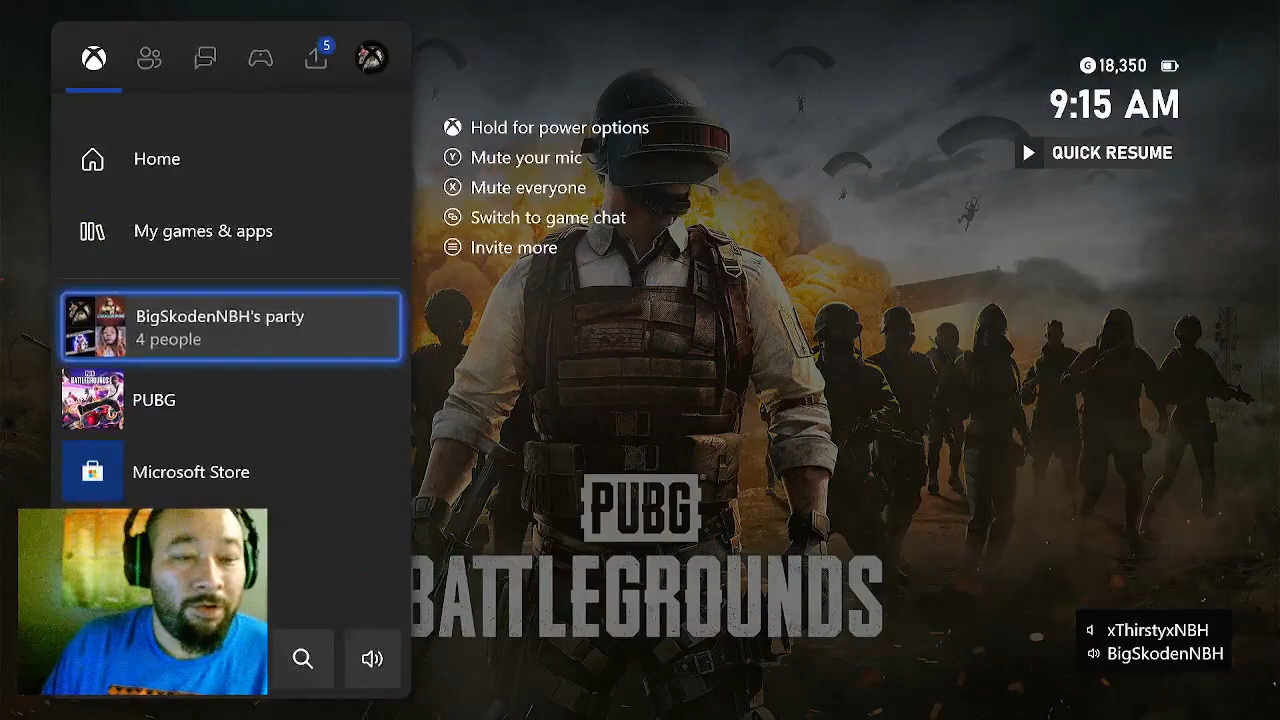 5
Home
My games & apps
BigSkodenNBH's party
4 people
PUBG
BATTLEGROUNDS
PUBG
Microsoft Store
Hold for power options
Y Mute your mic
X Mute everyone
Switch to game chat
Invite more
G 18,350
9:15 AM
QUICK RESUME
PUBG
BATTLEGROUNDS
xThirstyxNBH
BigSkodenNBH